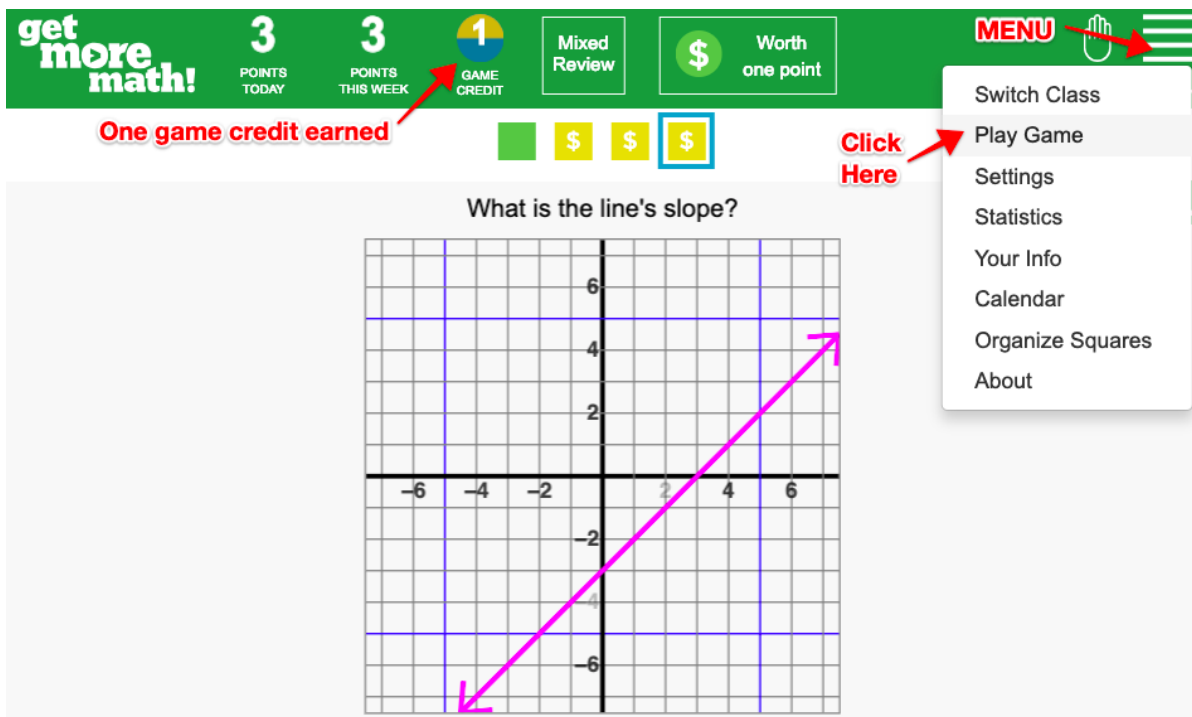 get
more
math!
3
POINTS
TODAY
3
POINTS
THIS WEEK
1
GAME
CREDIT
Mixed
Review
$
Worth
one point
MENU
One game credit earned
$ $ $
Click
Here
Switch Class
Play Game
Settings
Statistics
Your Info
Calendar
Organize Squares
About
What is the line's slope?
6
4
2
−6 −4 −2 2 4 6
−2
−4
−6